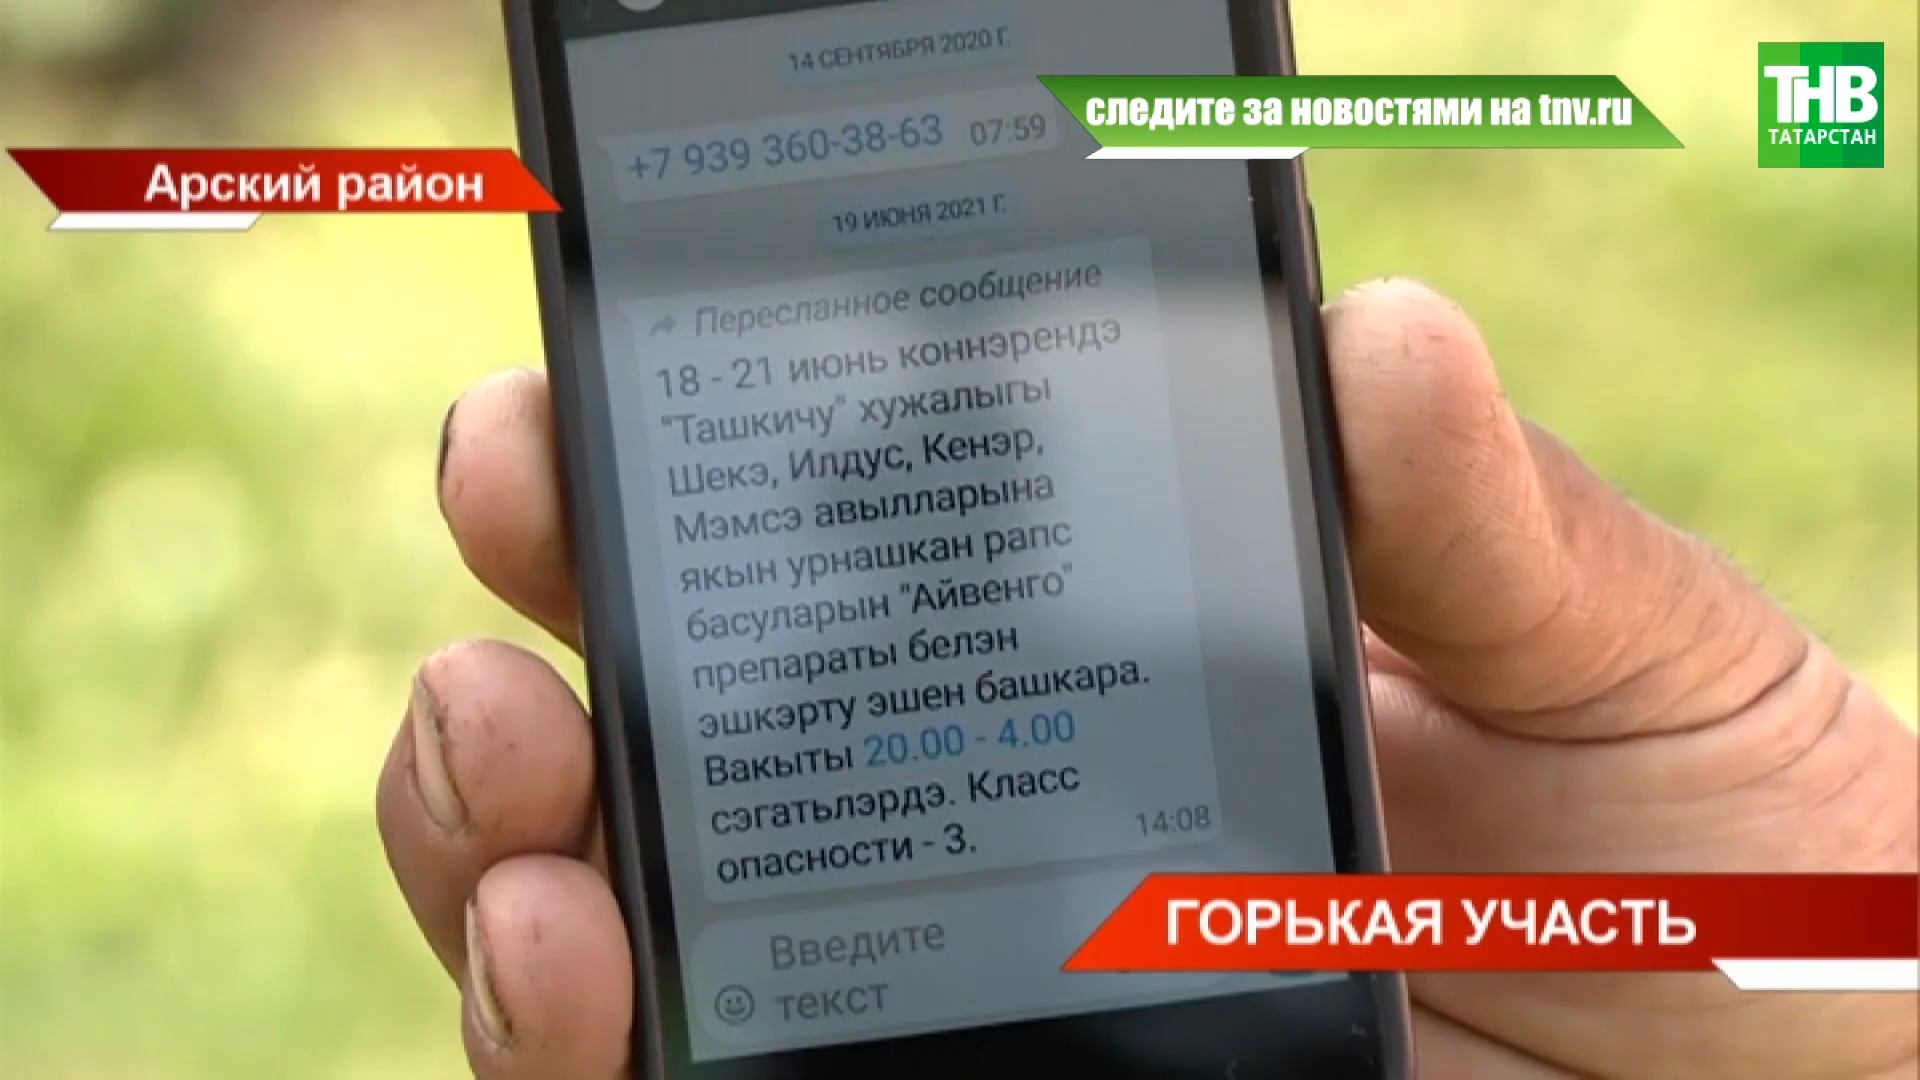 14 СЕНТЯБРЯ 2020 Г.
следите за новостями на tnv.ru
ТНВ
ТАТАРСТАН
+7 939 360-38-63 07:59
Арский район
19 ИЮНЯ 2021 Г.
Пересланное сообщение
18 - 21 июнь коннэрендэ
"Ташкичу" хужалыгы
Шекэ, Илдус, Кенэр,
Мэмсэ авылларына
якын урнашкан рапс
басуларын "Айвенго"
препараты белэн
эшкэрту эшен башкара.
Вакыты 20.00 - 4.00
сэгатьлэрдэ. Класс
опасности - 3.
14:08
ГОРЬКАЯ УЧАСТЬ
Введите
текст